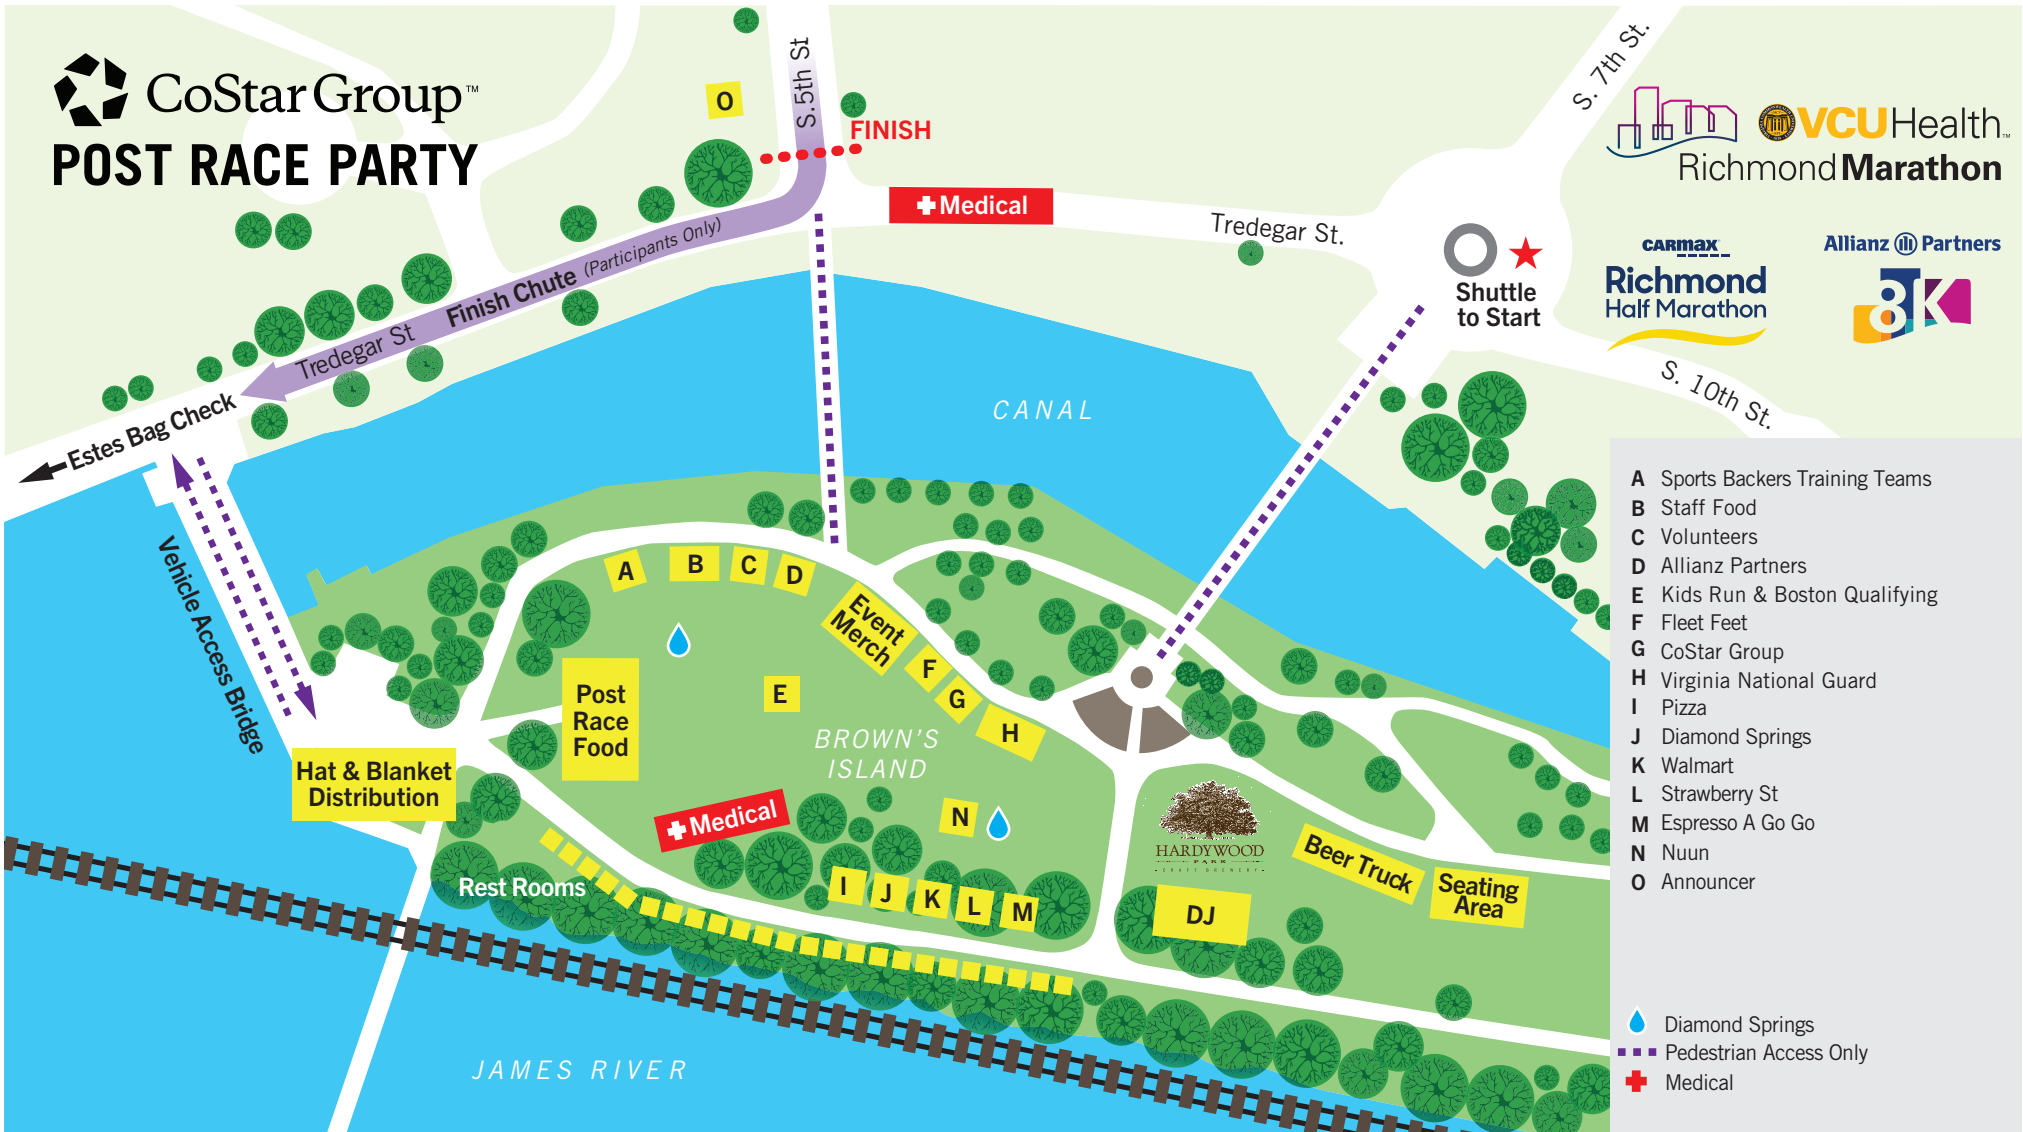 CoStar Group™
POST RACE PARTY
O
S. 5th St
FINISH
Medical
Tredegar St.
S. 7th St.
VCUHealth™
Richmond Marathon
CARMAX
Richmond
Half Marathon
Allianz Partners
8K
Shuttle
to Start
S. 10th St.
Finish Chute (Participants Only)
Tredegar St
Estes Bag Check
Vehicle Access Bridge
CANAL
A
B
C
D
Event
Merch
F
G
H
E
Post
Race
Food
BROWN'S
ISLAND
Hat & Blanket
Distribution
Medical
N
HARDYWOOD
PARK
CRAFT BREWERY
Beer Truck
Seating
Area
DJ
I
J
K
L
M
Rest Rooms
JAMES RIVER
A Sports Backers Training Teams
B Staff Food
C Volunteers
D Allianz Partners
E Kids Run & Boston Qualifying
F Fleet Feet
G CoStar Group
H Virginia National Guard
I Pizza
J Diamond Springs
K Walmart
L Strawberry St
M Espresso A Go Go
N Nuun
O Announcer
Diamond Springs
Pedestrian Access Only
Medical